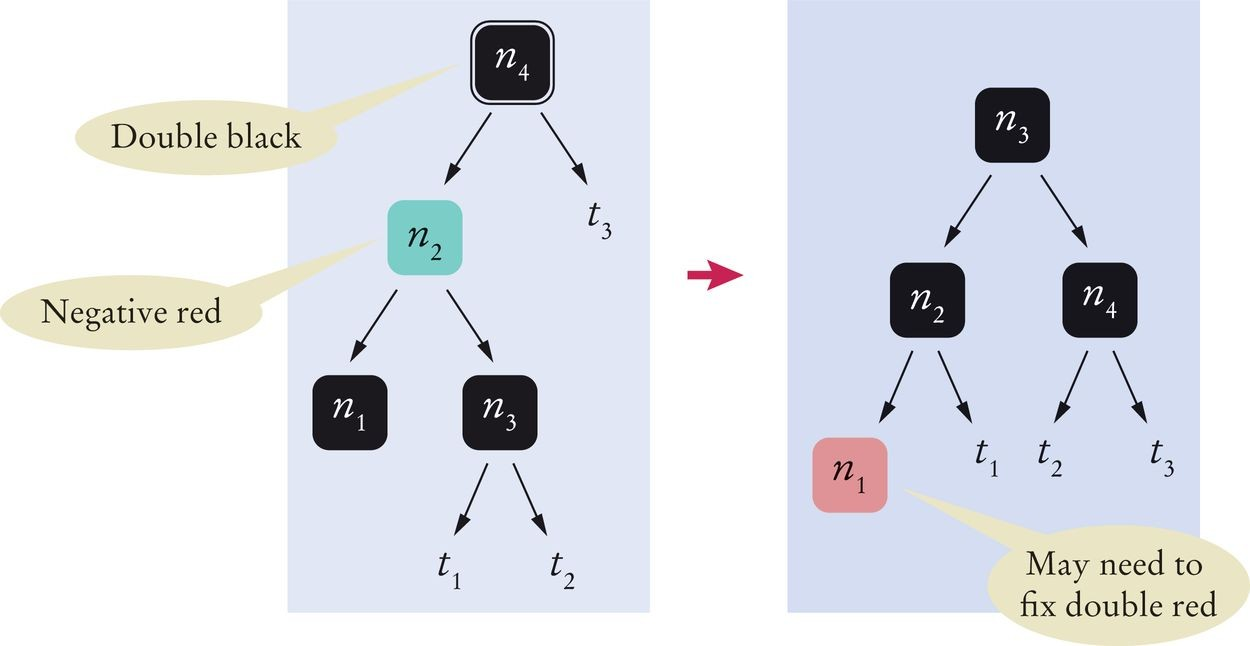 n₄
Double black
n₂
t₃
Negative red
n₁
n₃
t₁
t₂
n₃
n₂
n₄
n₁
t₁
t₂
t₃
May need to
fix double red